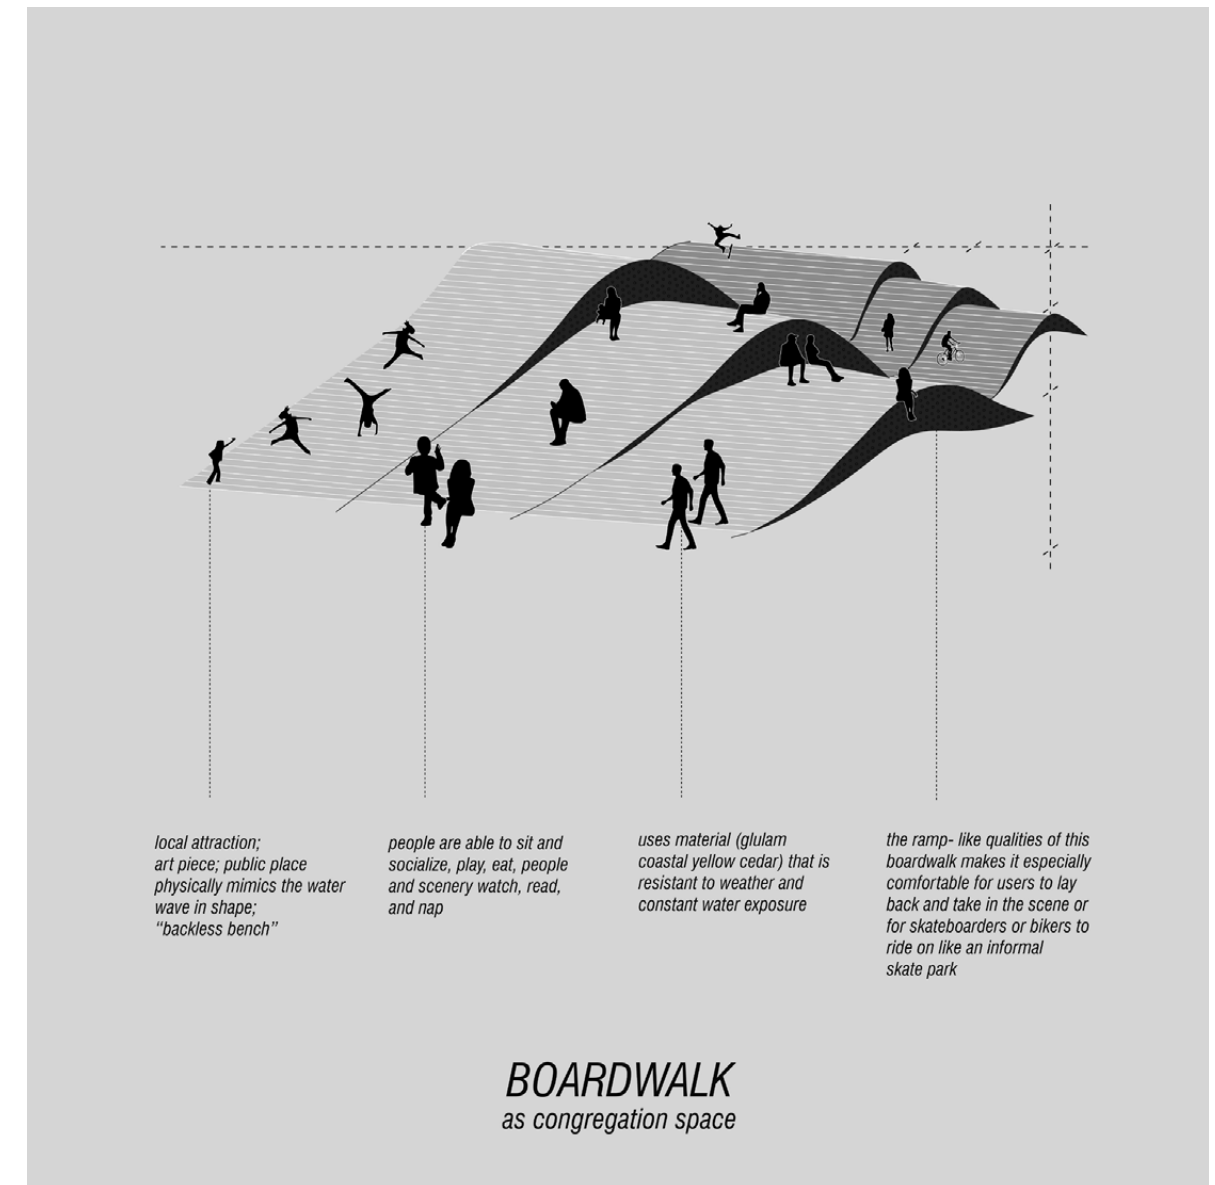 local attraction;
art piece; public place
physically mimics the water
wave in shape;
“backless bench”
people are able to sit and
socialize, play, eat, people
and scenery watch, read,
and nap
uses material (glulam
coastal yellow cedar) that is
resistant to weather and
constant water exposure
the ramp- like qualities of this
boardwalk makes it especially
comfortable for users to lay
back and take in the scene or
for skateboarders or bikers to
ride on like an informal
skate park
BOARDWALK
as congregation space